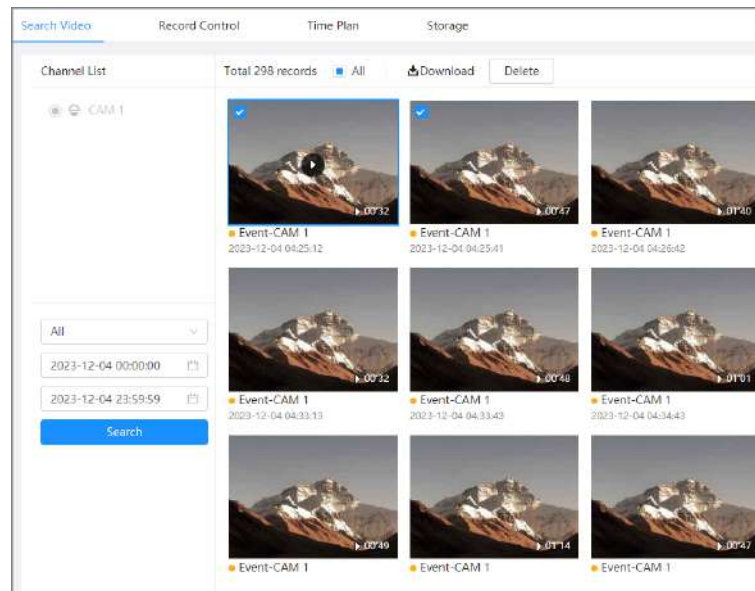 Search Video Record Control Time Plan Storage
Channel List
Total 298 records All Download Delete
CAM 1
00:32 00:47 01:40
Event-CAM 1 Event-CAM 1 Event-CAM 1
2023-12-04 04:25:12 2023-12-04 04:25:41 2023-12-04 04:26:42
All
2023-12-04 00:00:00
2023-12-04 23:59:59
Search
00:32 00:48 01:01
Event-CAM 1 Event-CAM 1 Event-CAM 1
2023-12-04 04:33:13 2023-12-04 04:33:43 2023-12-04 04:34:43
00:49 01:14 00:47
Event-CAM 1 Event-CAM 1 Event-CAM 1